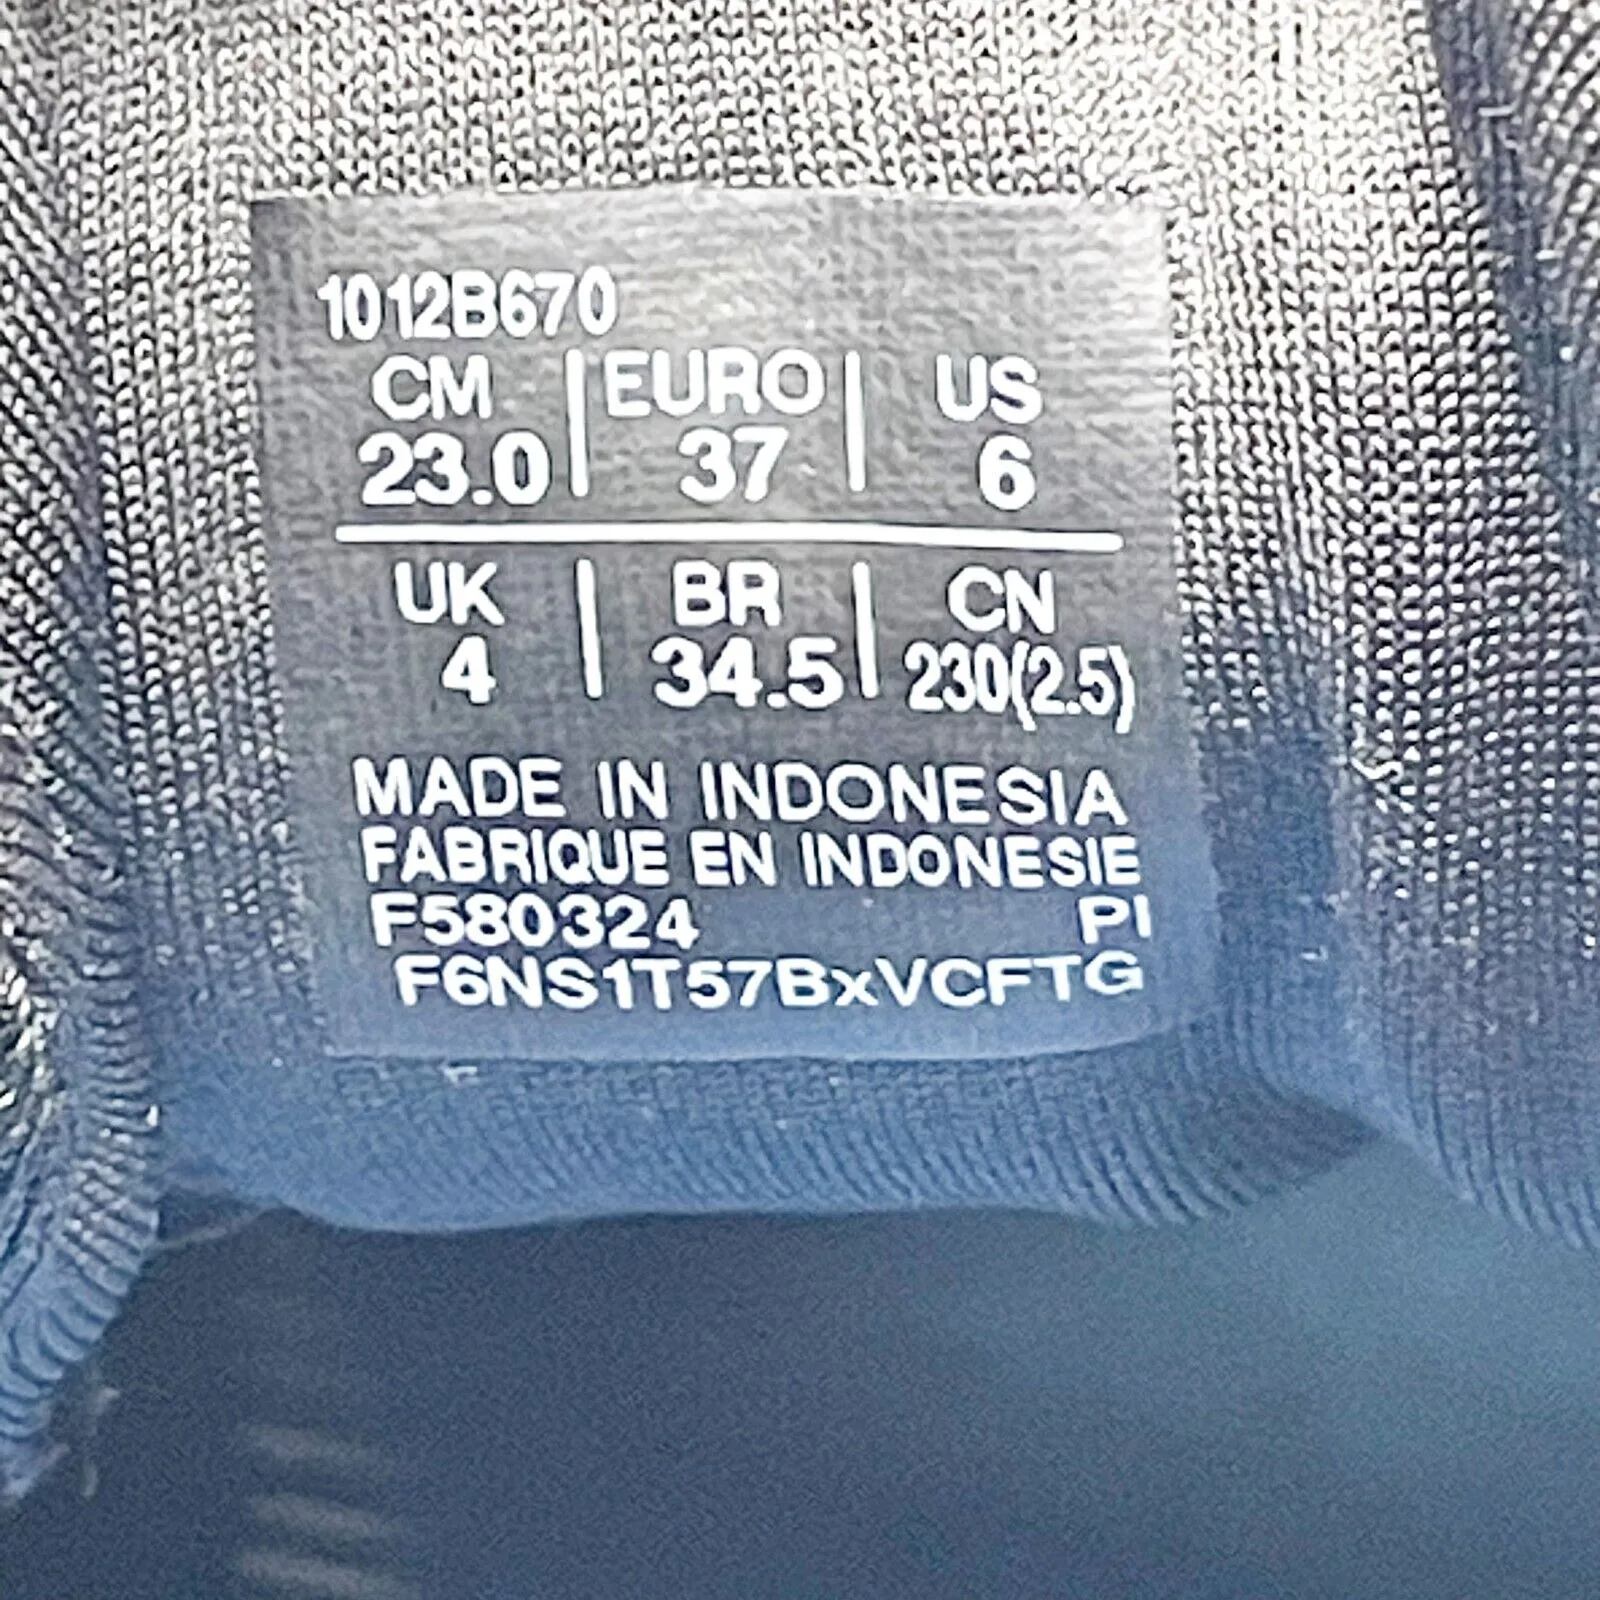 1012B670
CM | EURO | US
23.0 | 37 | 6
UK | BR | CN
4 | 34.5 | 230(2.5)
MADE IN INDONESIA
FABRIQUE EN INDONESIE
F580324 PI
F6NS1T57BxVCFTG